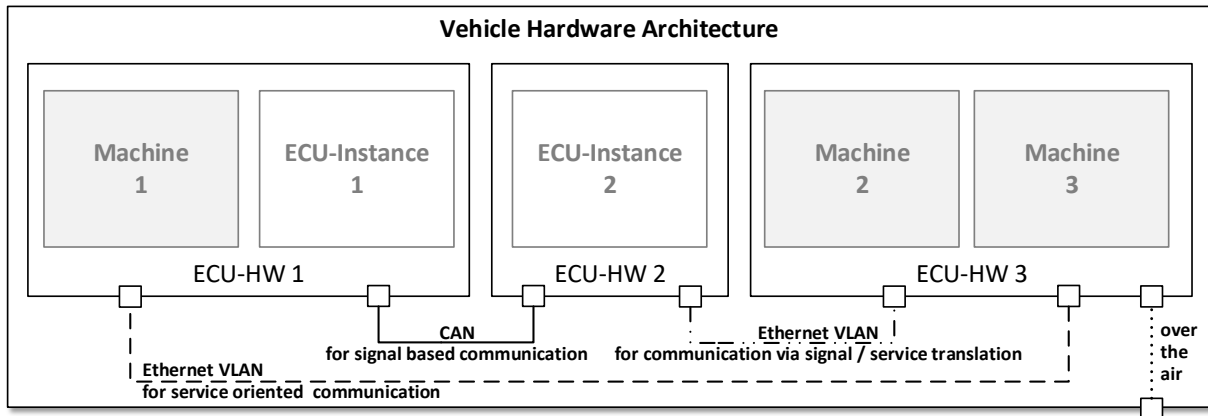 Vehicle Hardware Architecture
Machine
1
ECU-Instance
1
ECU-HW 1
ECU-Instance
2
ECU-HW 2
Machine
2
Machine
3
ECU-HW 3
CAN
for signal based communication
Ethernet VLAN
for communication via signal / service translation
Ethernet VLAN
for service oriented communication
over
the
air